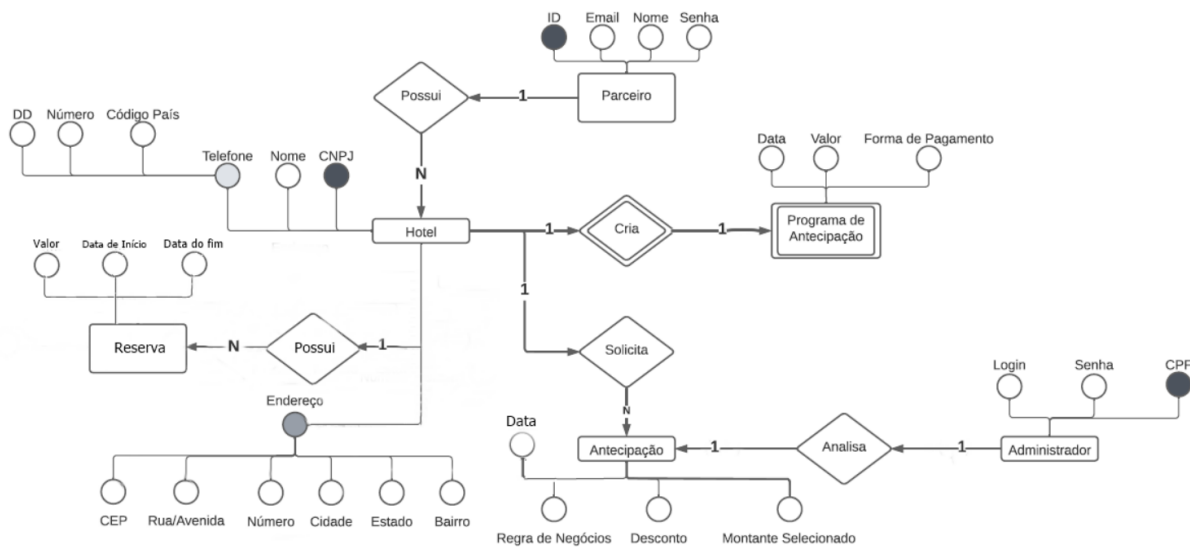 ID
Email
Nome
Senha
Possui
1
Parceiro
DD
Número
Código País
Data
Valor
Forma de Pagamento
Telefone
Nome
CNPJ
N
Hotel
1
Cria
1
Programa de
Antecipação
Valor
Data de Início
Data do fim
1
Reserva
N
Possui
1
Solicita
Endereço
N
Data
Login
Senha
CPF
Antecipação
1
Analisa
1
Administrador
CEP
Rua/Avenida
Número
Cidade
Estado
Bairro
Regra de Negócios
Desconto
Montante Selecionado